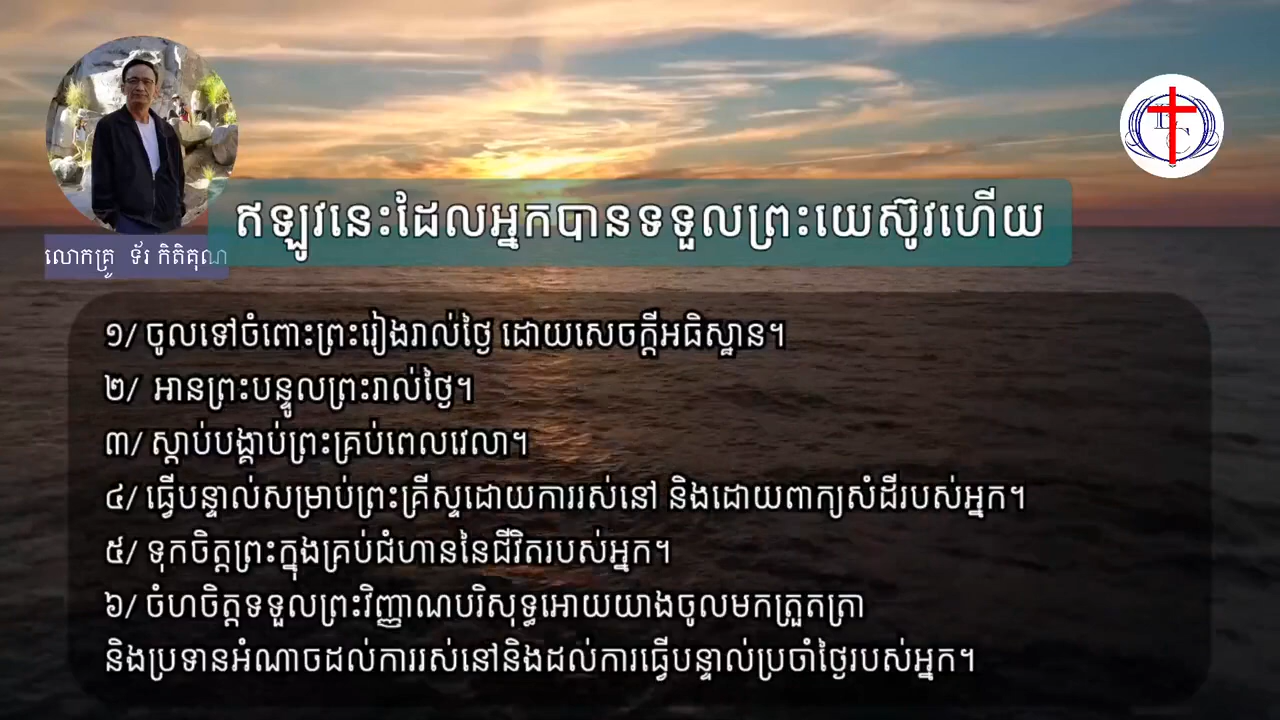 ឥឡូវនេះដែលអ្នកបានទទួលព្រះយេស៊ូវហើយ
លោកគ្រូ ទ័រ កិតិគុណ
១/ ចូលទៅចំពោះព្រះរៀងរាល់ថ្ងៃ ដោយសេចក្តីអធិស្ឋាន។
២/ អានព្រះបន្ទូលព្រះរាល់ថ្ងៃ។
៣/ ស្តាប់បង្គាប់ព្រះគ្រប់ពេលវេលា។
៤/ ធ្វើបន្ទាល់សម្រាប់ព្រះគ្រីស្ទដោយការរស់នៅ និងដោយពាក្យសំដីរបស់អ្នក។
៥/ ទុកចិត្តព្រះក្នុងគ្រប់ជំហាននៃជីវិតរបស់អ្នក។
៦/ ចំហចិត្តទទួលព្រះវិញ្ញាណបរិសុទ្ធអោយយាងចូលមកត្រួតត្រា
និងប្រទានអំណាចដល់ការរស់នៅនិងដល់ការធ្វើបន្ទាល់ប្រចាំថ្ងៃរបស់អ្នក។